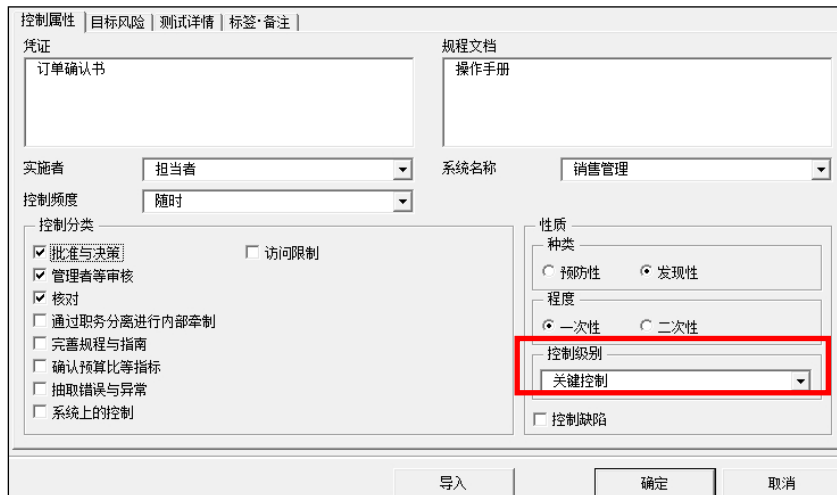 控制属性 目标风险 测试详情 标签·备注
凭证 规程文档
订单确认书 操作手册
实施者 担当者 系统名称 销售管理
控制频度 随时
控制分类 性质
种类
批准与决策 访问限制
管理者等审核 预防性 发现性
核对 程度
通过职务分离进行内部牵制 一次性 二次性
完善规程与指南 控制级别
确认预算比等指标 关键控制
抽取错误与异常
系统上的控制 控制缺陷
导入 确定 取消